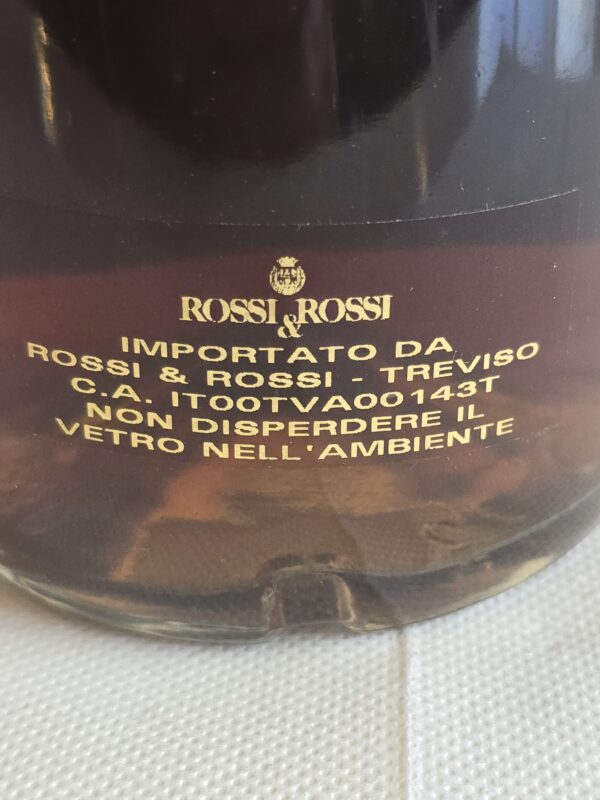 ROSSI & ROSSI
IMPORTATO DA
ROSSI & ROSSI - TREVISO
C.A. IT00TVA00143T
NON DISPERDERE IL
VETRO NELL'AMBIENTE